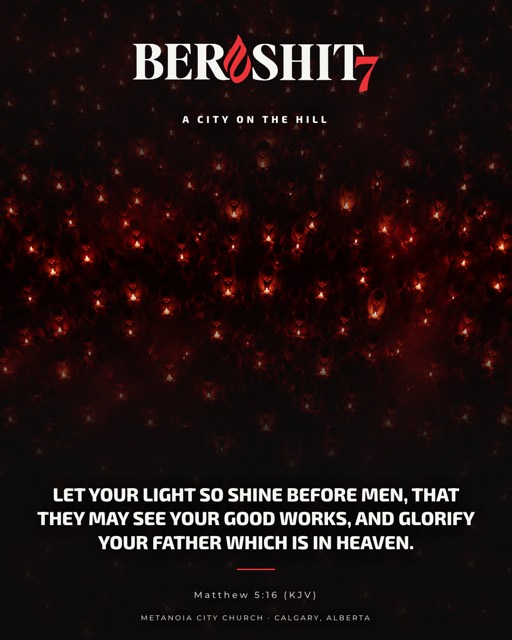 BERSHIT7
A CITY ON THE HILL
LET YOUR LIGHT SO SHINE BEFORE MEN, THAT
THEY MAY SEE YOUR GOOD WORKS, AND GLORIFY
YOUR FATHER WHICH IS IN HEAVEN.
Matthew 5:16 (KJV)
METANOIA CITY CHURCH · CALGARY, ALBERTA